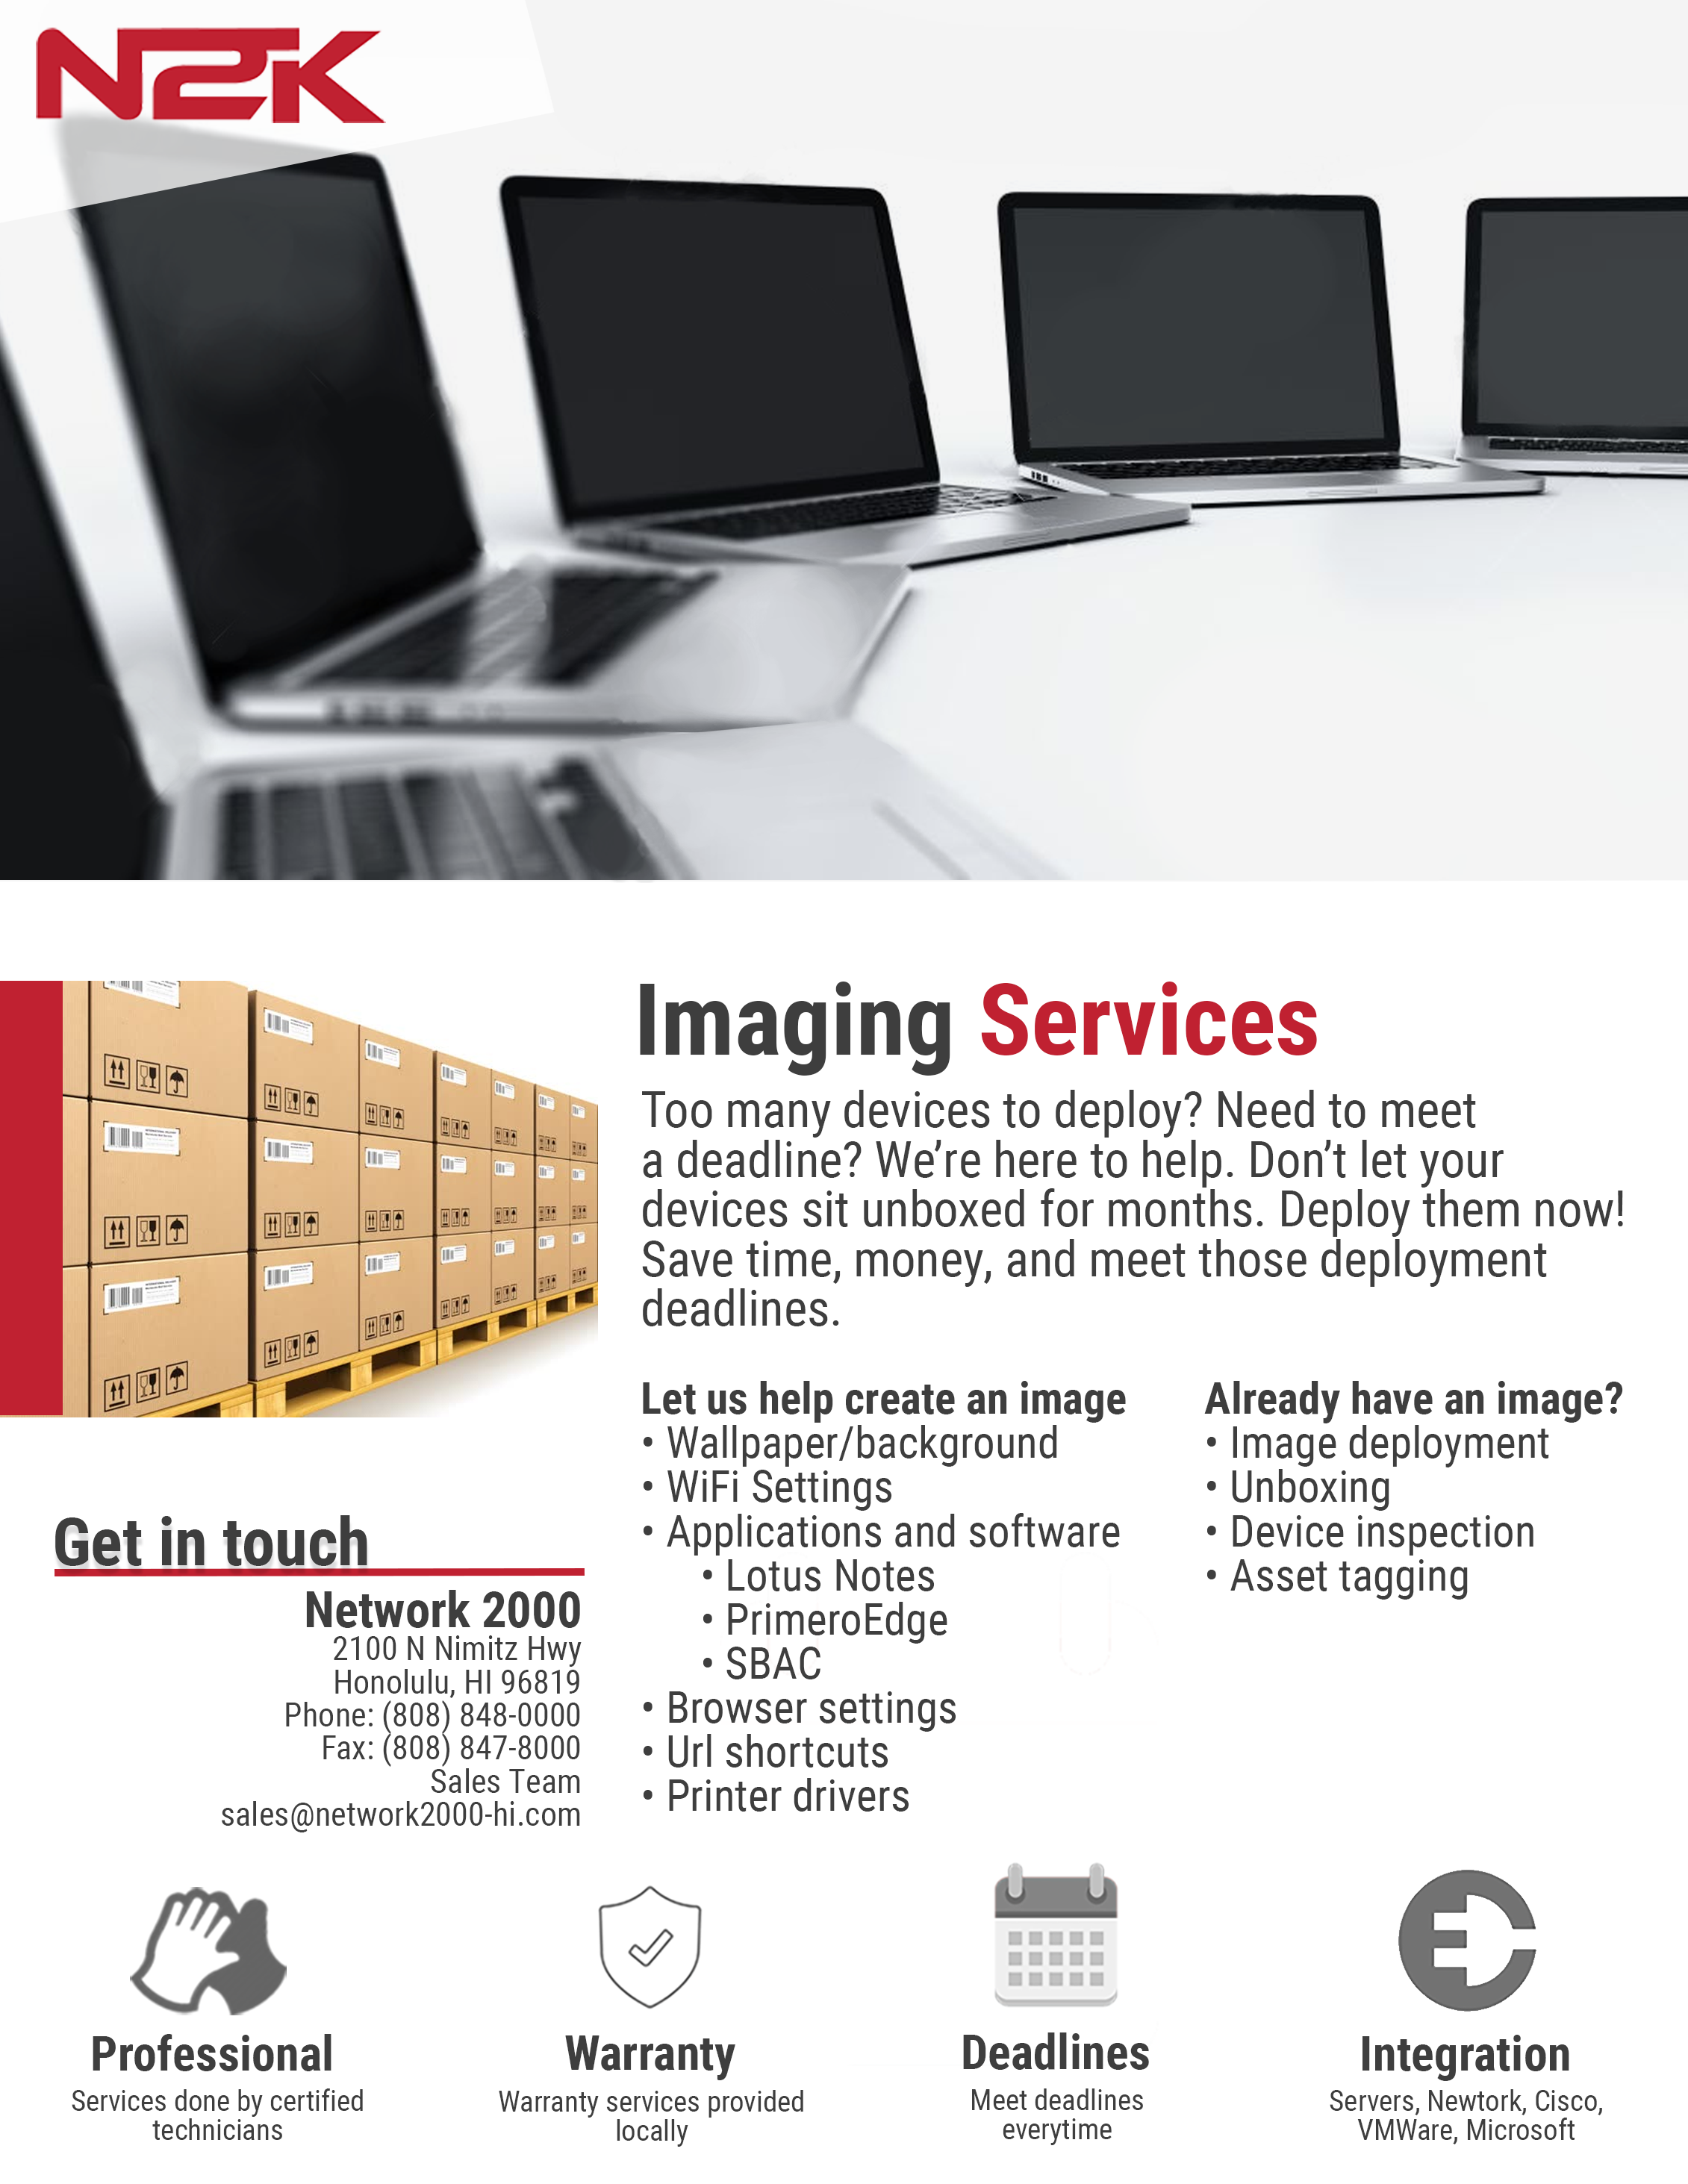 N2K
Imaging Services
Too many devices to deploy? Need to meet
a deadline? We’re here to help. Don’t let your
devices sit unboxed for months. Deploy them now!
Save time, money, and meet those deployment
deadlines.
Let us help create an image
• Wallpaper/background
• WiFi Settings
• Applications and software
• Lotus Notes
• PrimeroEdge
• SBAC
• Browser settings
• Url shortcuts
• Printer drivers
Already have an image?
• Image deployment
• Unboxing
• Device inspection
• Asset tagging
Get in touch
Network 2000
2100 N Nimitz Hwy
Honolulu, HI 96819
Phone: (808) 848-0000
Fax: (808) 847-8000
Sales Team
sales@network2000-hi.com
Professional
Services done by certified
technicians
Warranty
Warranty services provided
locally
Deadlines
Meet deadlines
everytime
Integration
Servers, Newtork, Cisco,
VMWare, Microsoft